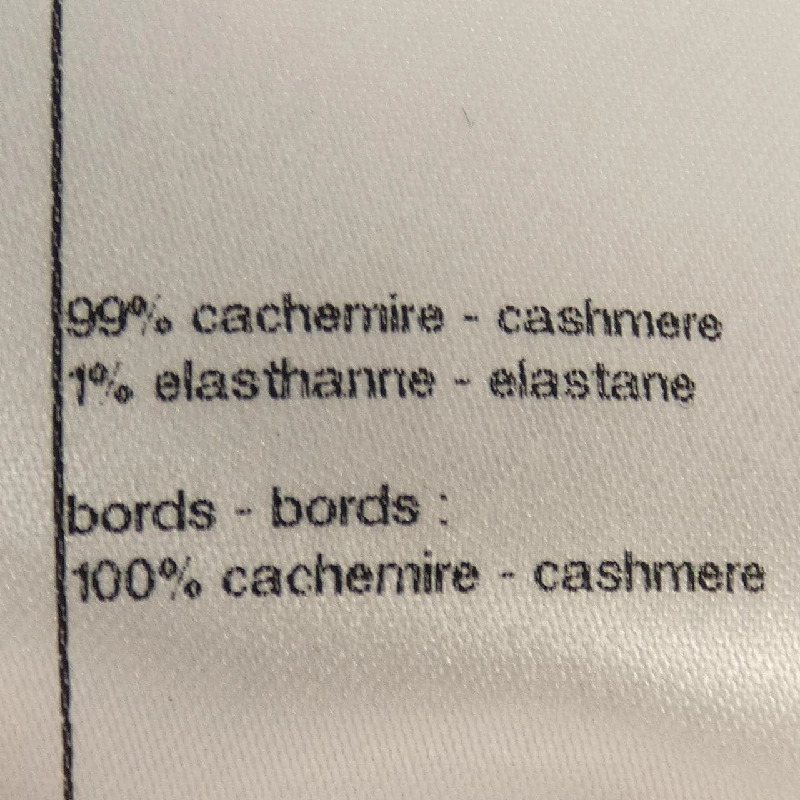 99% cachemire - cashmere
1% elasthanne - elastane
bords - bords :
100% cachemire - cashmere